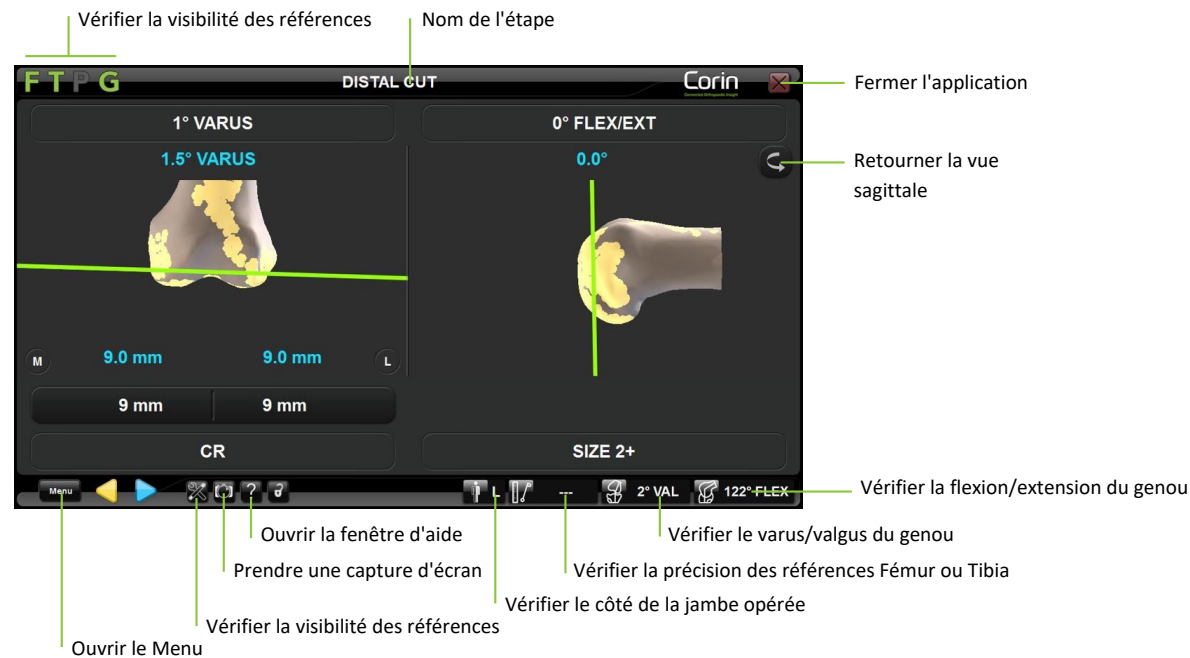 Vérifier la visibilité des références
Nom de l'étape
F T P G
DISTAL CUT
Corin
Fermer l'application
1° VARUS
0° FLEX/EXT
1.5° VARUS
0.0°
Retourner la vue
sagittale
M
9.0 mm
9.0 mm
L
9 mm
9 mm
CR
SIZE 2+
Menu
?
L
---
2° VAL
122° FLEX
Vérifier la flexion/extension du genou
Ouvrir la fenêtre d'aide
Vérifier le varus/valgus du genou
Prendre une capture d'écran
Vérifier la précision des références Fémur ou Tibia
Vérifier le côté de la jambe opérée
Vérifier la visibilité des références
Ouvrir le Menu